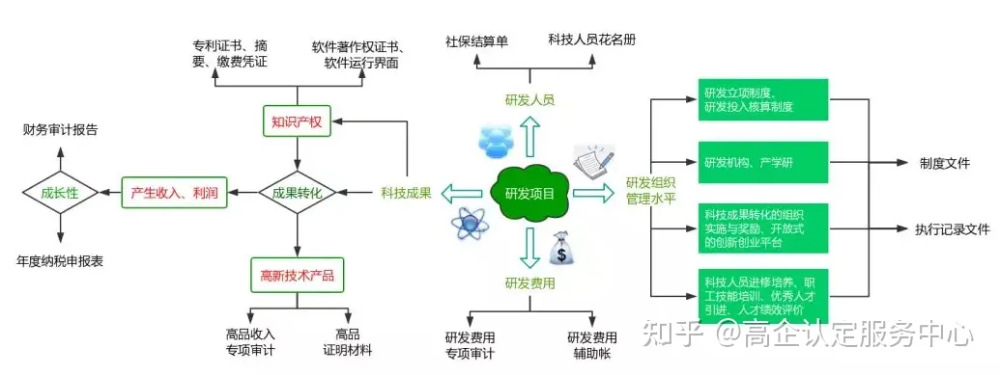 专利证书、摘
要、缴费凭证
软件著作权证书、
软件运行界面
社保结算单
科技人员花名册
研发人员
知识产权
财务审计报告
成长性
产生收入、利润
成果转化
科技成果
研发项目
研发组织
管理水平
研发立项制度、
研发投入核算制度
研发机构、产学研
科技成果转化的组织
实施与奖励、开放式
的创新创业平台
科技人员进修培养、职
工技能培训、优秀人才
引进、人才绩效评价
制度文件
执行记录文件
年度纳税申报表
高新技术产品
研发费用
高品收入
专项审计
高品
证明材料
研发费用
专项审计
研发费用
辅助帐
$
知乎 @高企认定服务中心